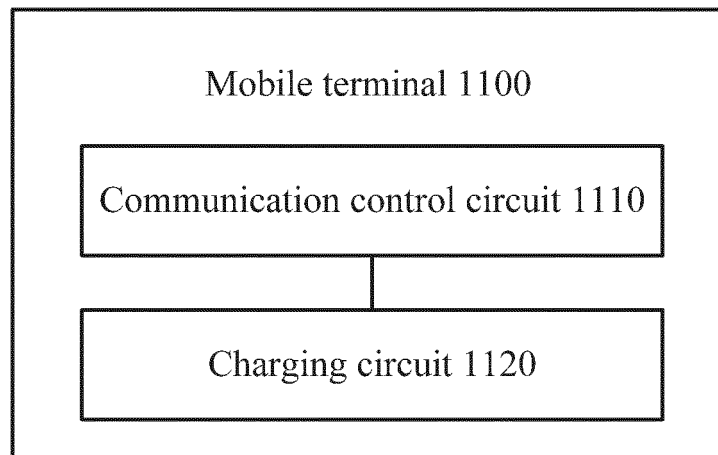 Mobile terminal 1100
Communication control circuit 1110
Charging circuit 1120